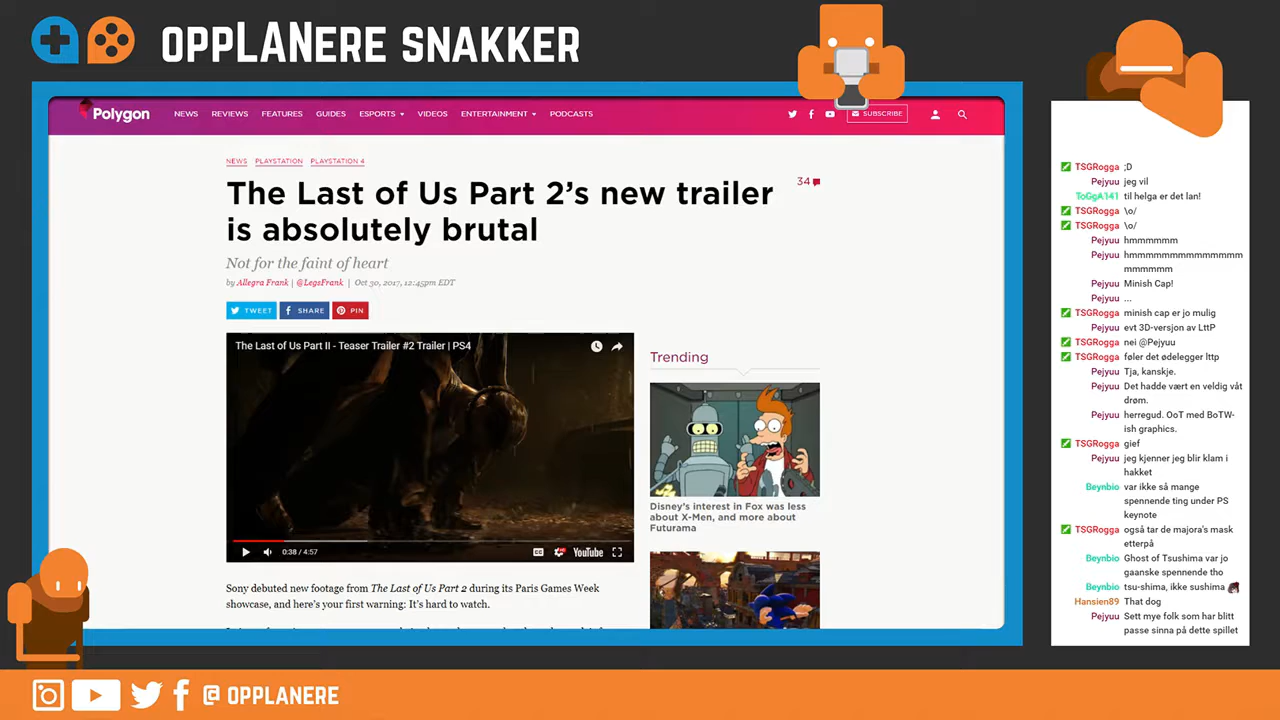 OPPLANERE SNAKKER
Polygon
NEWS REVIEWS FEATURES GUIDES ESPORTS VIDEOS ENTERTAINMENT PODCASTS
SUBSCRIBE
NEWS PLAYSTATION PLAYSTATION 4
The Last of Us Part 2’s new trailer
is absolutely brutal
34
Not for the faint of heart
by Allegra Frank | @LegsFrank | Oct 30, 2017, 12:45pm EDT
TWEET SHARE PIN
The Last of Us Part II - Teaser Trailer #2 Trailer | PS4
0:38 / 4:57
CC
YouTube
Sony debuted new footage from The Last of Us Part 2 during its Paris Games Week
showcase, and here’s your first warning: It’s hard to watch.
Trending
Disney’s interest in Fox was less
about X-Men, and more about
Futurama
TSGRogga ;D
Pejyuu jeg vil
ToGgA141 til helga er det lan!
TSGRogga \o/
TSGRogga \o/
Pejyuu hmmmmmm
Pejyuu hmmmmmmmmmmmmmm
mmmmmm
Pejyuu Minish Cap!
Pejyuu ...
TSGRogga minish cap er jo mulig
Pejyuu evt 3D-versjon av LttP
TSGRogga nei @Pejyuu
TSGRogga føler det ødelegger lttp
Pejyuu Tja, kanskje.
Pejyuu Det hadde vært en veldig våt
drøm.
Pejyuu herregud. OoT med BoTW-
ish graphics.
TSGRogga gief
Pejyuu jeg kjenner jeg blir klam i
hakket
Beynbio var ikke så mange
spennende ting under PS
keynote
TSGRogga også tar de majora's mask
etterpå
Beynbio Ghost of Tsushima var jo
gaanske spennende tho
Beynbio tsu-shima, ikke sushima
Hansien89 That dog
Pejyuu Sett mye folk som har blitt
passe sinna på dette spillet
@ OPPLANERE